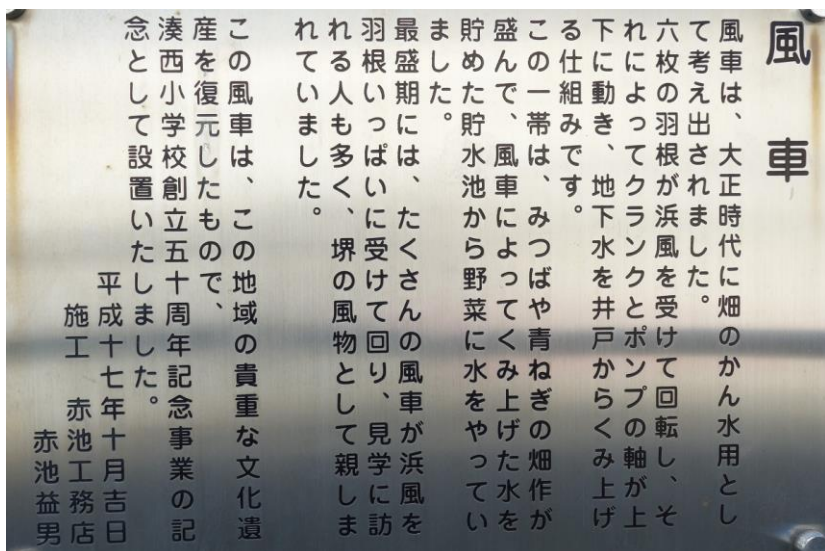 風車
風車は、大正時代に畑のかん水用とし
て考え出されました。
六枚の羽根が浜風を受けて回転し、そ
れによってクランクとポンプの軸が上
下に動き、地下水を井戸からくみ上げ
る仕組みです。
この一帯は、みつばや青ねぎの畑作が
盛んで、風車によってくみ上げた水を
貯めた貯水池から野菜に水をやってい
ました。
最盛期には、たくさんの風車が浜風を
羽根いっぱいに受けて回り、見学に訪
れる人も多く、堺の風物として親しま
れていました。
この風車は、この地域の貴重な文化遺
産を復元したもので、
湊西小学校創立五十周年記念事業の記
念として設置いたしました。
平成十七年十月吉日
施工 赤池工務店
赤池益男